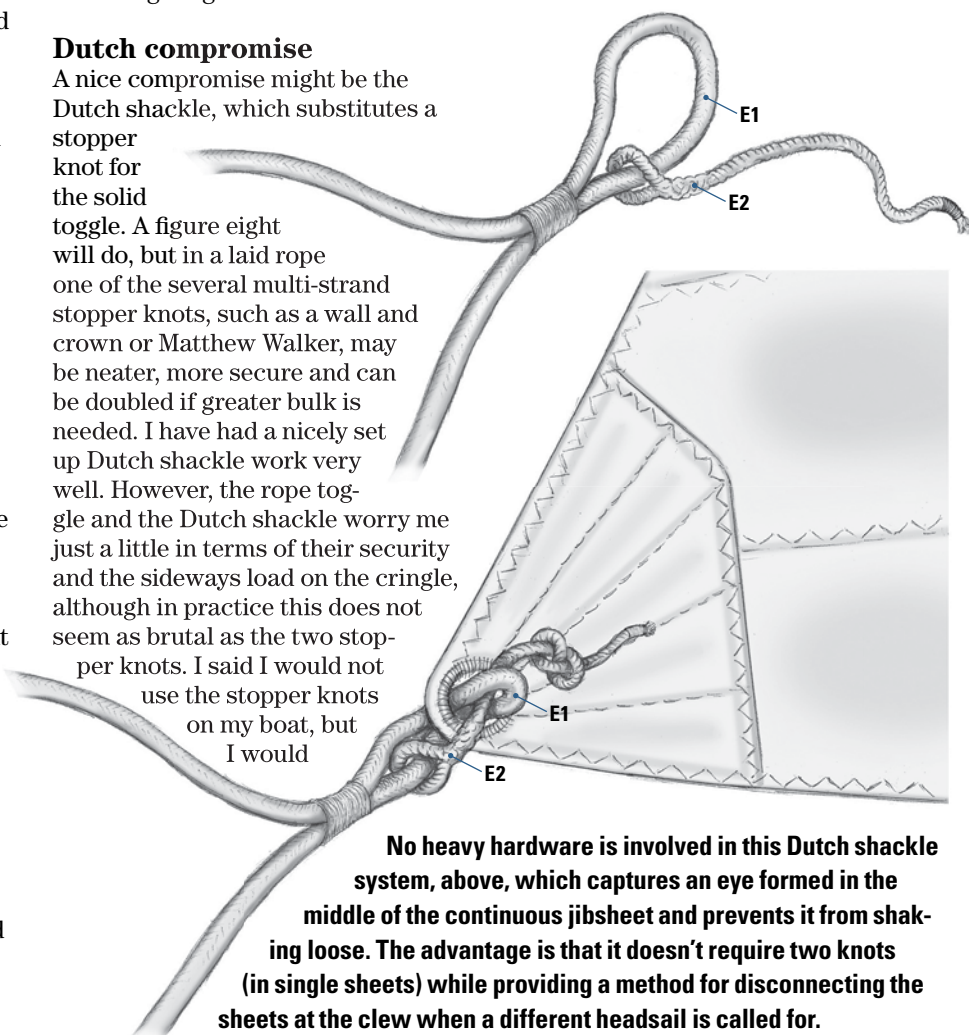 Dutch compromise
A nice compromise might be the
Dutch shackle, which substitutes a
stopper
knot for
the solid
toggle. A figure eight
will do, but in a laid rope
one of the several multi-strand
stopper knots, such as a wall and
crown or Matthew Walker, may
be neater, more secure and can
be doubled if greater bulk is
needed. I have had a nicely set
up Dutch shackle work very
well. However, the rope tog-
gle and the Dutch shackle worry me
just a little in terms of their security
and the sideways load on the cringle,
although in practice this does not
seem as brutal as the two stop-
per knots. I said I would not
use the stopper knots
on my boat, but
I would
E1
E2
E1
E2
No heavy hardware is involved in this Dutch shackle
system, above, which captures an eye formed in the
middle of the continuous jibsheet and prevents it from shak-
ing loose. The advantage is that it doesn't require two knots
(in single sheets) while providing a method for disconnecting the
sheets at the clew when a different headsail is called for.